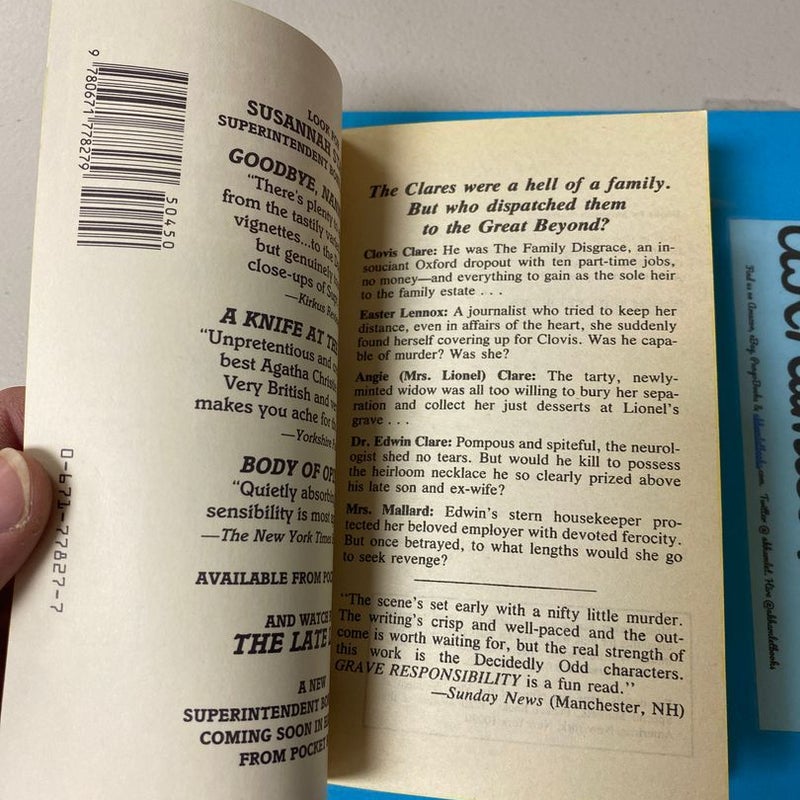 9 780671 778279
50450
0-671-77827-7
LOOK
SUSANNAH
SUPERINTENDENT
GOODBYE,
"There's plenty
from the tastily
vignettes...to the
but genuinely
close-ups of
—Kirkus
A KNIFE AT
"Unpretentious and
best Agatha
Very British and
makes you ache for
—Yorkshire
BODY OF
"Quietly
sensibility is most
—The New York Times
AVAILABLE FROM
AND WATCH
THE LATE
A NEW
SUPERINTENDENT
COMING SOON IN
FROM POCKET
The Clares were a hell of a family.
But who dispatched them
to the Great Beyond?
Clovis Clare: He was The Family Disgrace, an in-
souciant Oxford dropout with ten part-time jobs,
no money—and everything to gain as the sole heir
to the family estate . . .
Easter Lennox: A journalist who tried to keep her
distance, even in affairs of the heart, she suddenly
found herself covering up for Clovis. Was he capa-
ble of murder? Was she?
Angie (Mrs. Lionel) Clare: The tarty, newly-
minted widow was all too willing to bury her sepa-
ration and collect her just desserts at Lionel's
grave . . .
Dr. Edwin Clare: Pompous and spiteful, the neurol-
ogist shed no tears. But would he kill to possess
the heirloom necklace he so clearly prized above
his late son and ex-wife?
Mrs. Mallard: Edwin's stern housekeeper pro-
tected her beloved employer with devoted ferocity.
But once betrayed, to what lengths would she go
to seek revenge?
"The scene's set early with a nifty little murder.
The writing's crisp and well-paced and the out-
come is worth waiting for, but the real strength of
this work is the Decidedly Odd characters.
GRAVE RESPONSIBILITY is a fun read."
—Sunday News (Manchester, NH)
Find us on Amazon, eBay,
Twitter @